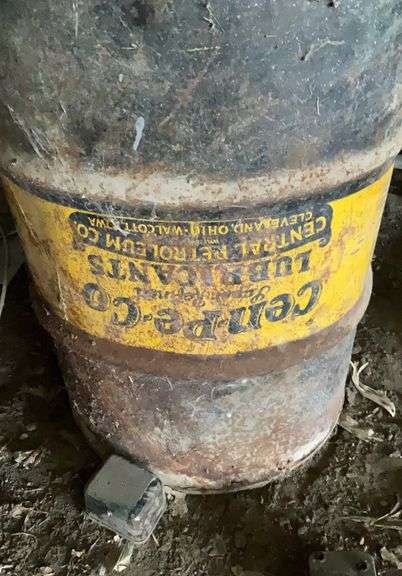 Cen-Pe-Co
LUBRICANTS
CENTRAL PETROLEUM CO.
CLEVELAND, OHIO-WALCOTT, IOWA